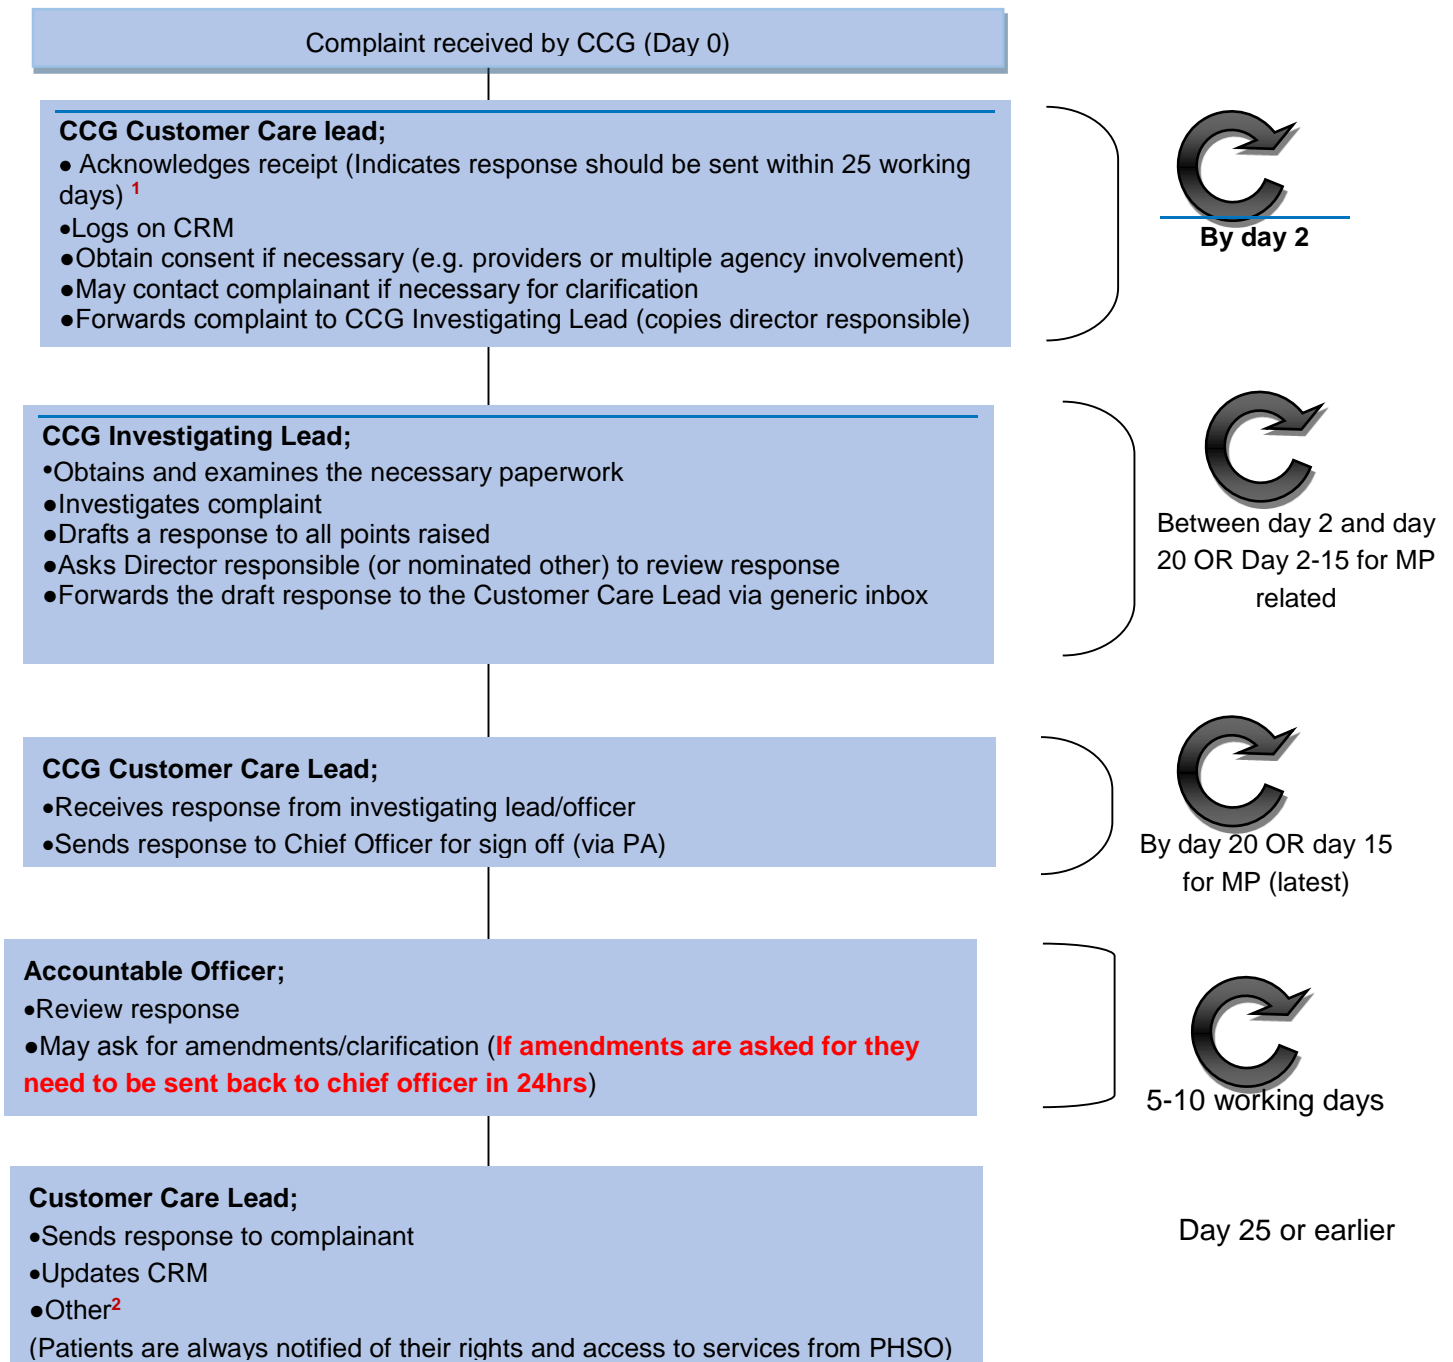 Complaint received by CCG (Day 0)
CCG Customer Care lead;
● Acknowledges receipt (Indicates response should be sent within 25 working
days) 1
●Logs on CRM
●Obtain consent if necessary (e.g. providers or multiple agency involvement)
●May contact complainant if necessary for clarification
●Forwards complaint to CCG Investigating Lead (copies director responsible)
By day 2
CCG Investigating Lead;
•Obtains and examines the necessary paperwork
●Investigates complaint
●Drafts a response to all points raised
●Asks Director responsible (or nominated other) to review response
●Forwards the draft response to the Customer Care Lead via generic inbox
Between day 2 and day
20 OR Day 2-15 for MP
related
CCG Customer Care Lead;
●Receives response from investigating lead/officer
●Sends response to Chief Officer for sign off (via PA)
By day 20 OR day 15
for MP (latest)
Accountable Officer;
●Review response
●May ask for amendments/clarification (If amendments are asked for they
need to be sent back to chief officer in 24hrs)
5-10 working days
Customer Care Lead;
●Sends response to complainant
●Updates CRM
●Other2
(Patients are always notified of their rights and access to services from PHSO)
Day 25 or earlier